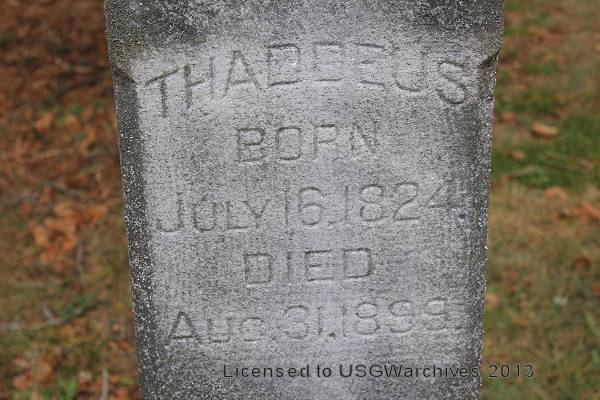 THADDEUS
BORN
JULY 16, 1824.
DIED
AUG. 31, 1899.
Licensed to USGWarchives 2013